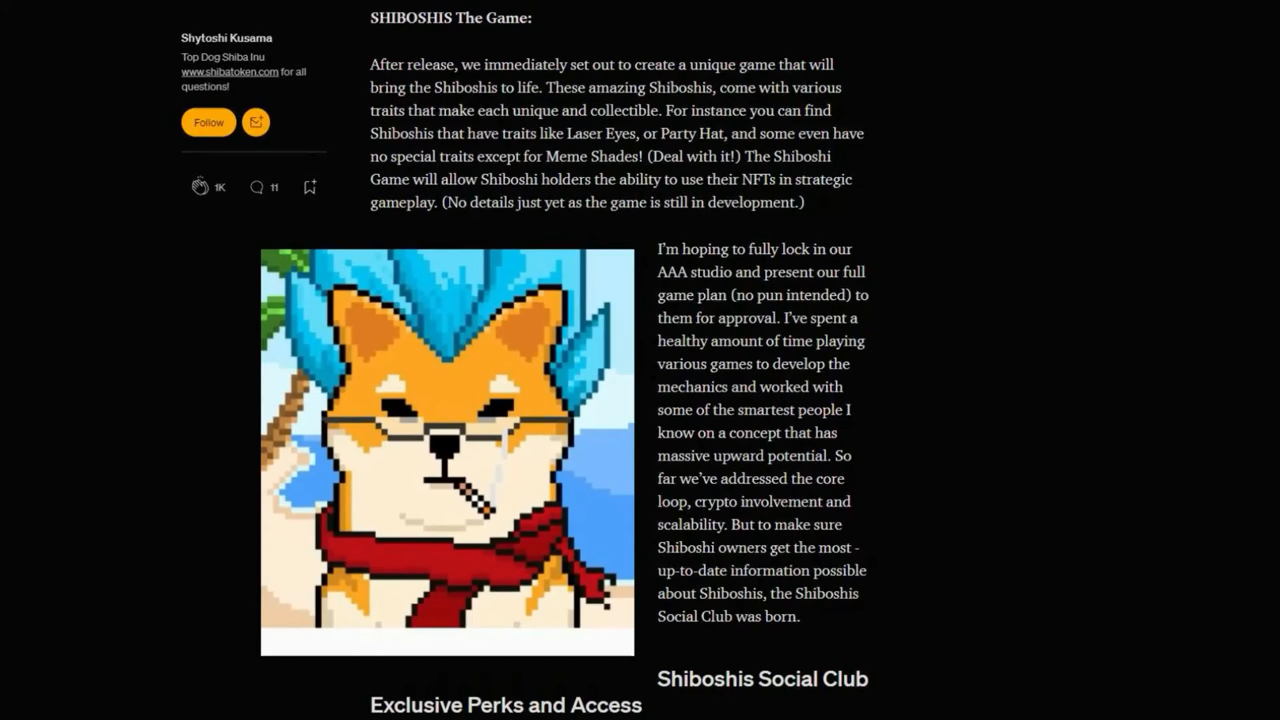 SHIBOSHIS The Game:
Shytoshi Kusama
Top Dog Shiba Inu
www.shibatoken.com for all
questions!
Follow
1K
11
After release, we immediately set out to create a unique game that will
bring the Shiboshis to life. These amazing Shiboshis, come with various
traits that make each unique and collectible. For instance you can find
Shiboshis that have traits like Laser Eyes, or Party Hat, and some even have
no special traits except for Meme Shades! (Deal with it!) The Shiboshi
Game will allow Shiboshi holders the ability to use their NFTs in strategic
gameplay. (No details just yet as the game is still in development.)
I’m hoping to fully lock in our
AAA studio and present our full
game plan (no pun intended) to
them for approval. I’ve spent a
healthy amount of time playing
various games to develop the
mechanics and worked with
some of the smartest people I
know on a concept that has
massive upward potential. So
far we’ve addressed the core
loop, crypto involvement and
scalability. But to make sure
Shiboshi owners get the most -
up-to-date information possible
about Shiboshis, the Shiboshis
Social Club was born.
Shiboshis Social Club
Exclusive Perks and Access